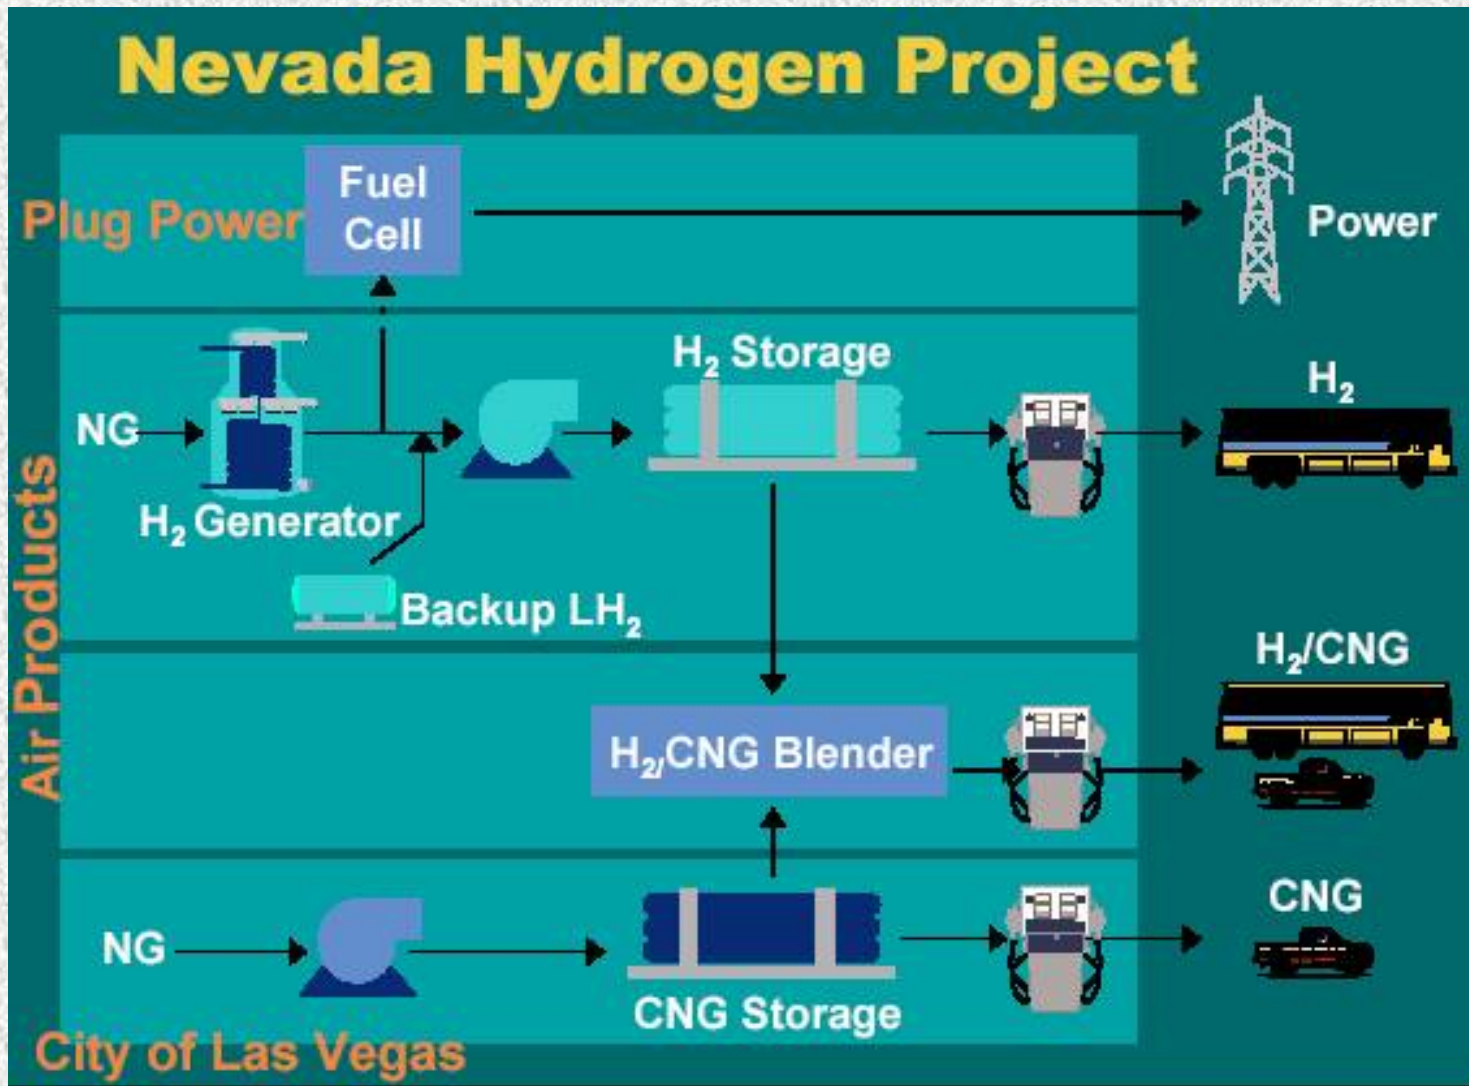 Nevada Hydrogen Project
Plug Power
Fuel
Cell
Power
H₂ Storage
H₂
NG
H₂ Generator
Backup LH₂
Air Products
H₂/CNG
H₂/CNG Blender
CNG
NG
CNG Storage
City of Las Vegas